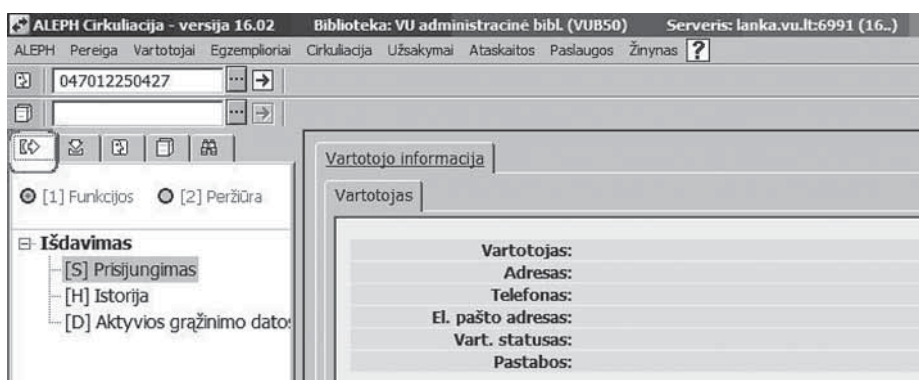 ALEPH Cirkuliacija - versija 16.02 Biblioteka: VU administracinė bibl. (VUB50) Serveris: lanka.vu.lt:6991 (16..)
ALEPH Pereiga Vartotojai Egzemplioriai Cirkuliacija Užsakymai Ataskaitos Paslaugos Žinynas ?
047012250427
Vartotojo informacija
[1] Funkcijos [2] Peržiūra
Vartotojas
Išdavimas
[S] Prisijungimas
[H] Istorija
[D] Aktyvios grąžinimo datos
Vartotojas:
Adresas:
Telefonas:
El. pašto adresas:
Vart. statusas:
Pastabos: